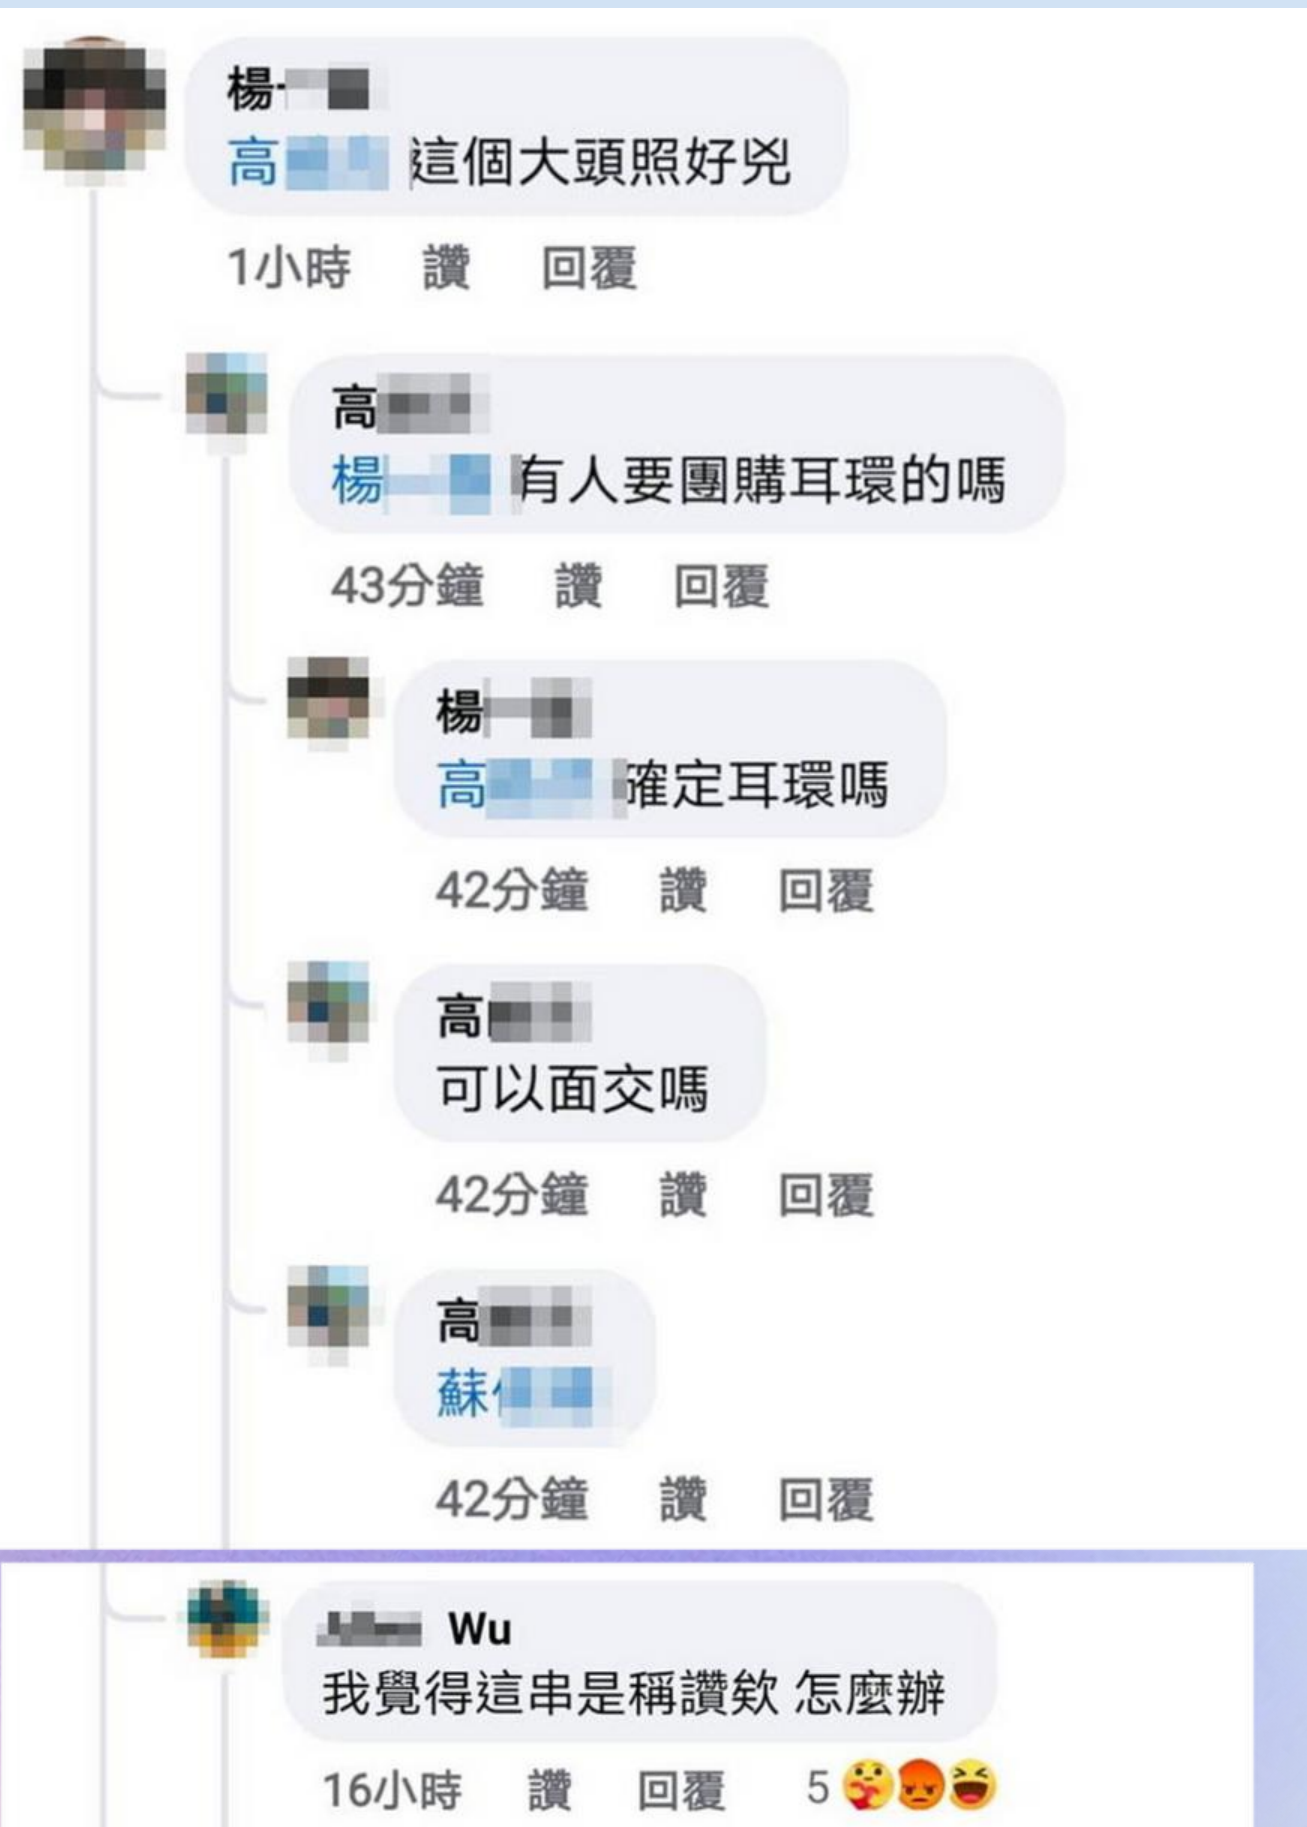 楊
高 這個大頭照好兇
1小時 讚 回覆
高
楊 有人要團購耳環的嗎
43分鐘 讚 回覆
楊
高 確定耳環嗎
42分鐘 讚 回覆
高
可以面交嗎
42分鐘 讚 回覆
高
蘇
42分鐘 讚 回覆
Wu
我覺得這串是稱讚欸 怎麼辦
16小時 讚 回覆 5